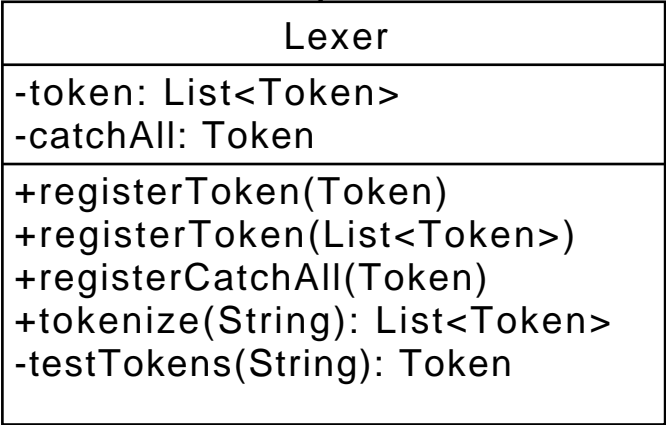 Lexer
-token: List<Token>
-catchAll: Token
+registerToken(Token)
+registerToken(List<Token>)
+registerCatchAll(Token)
+tokenize(String): List<Token>
-testTokens(String): Token